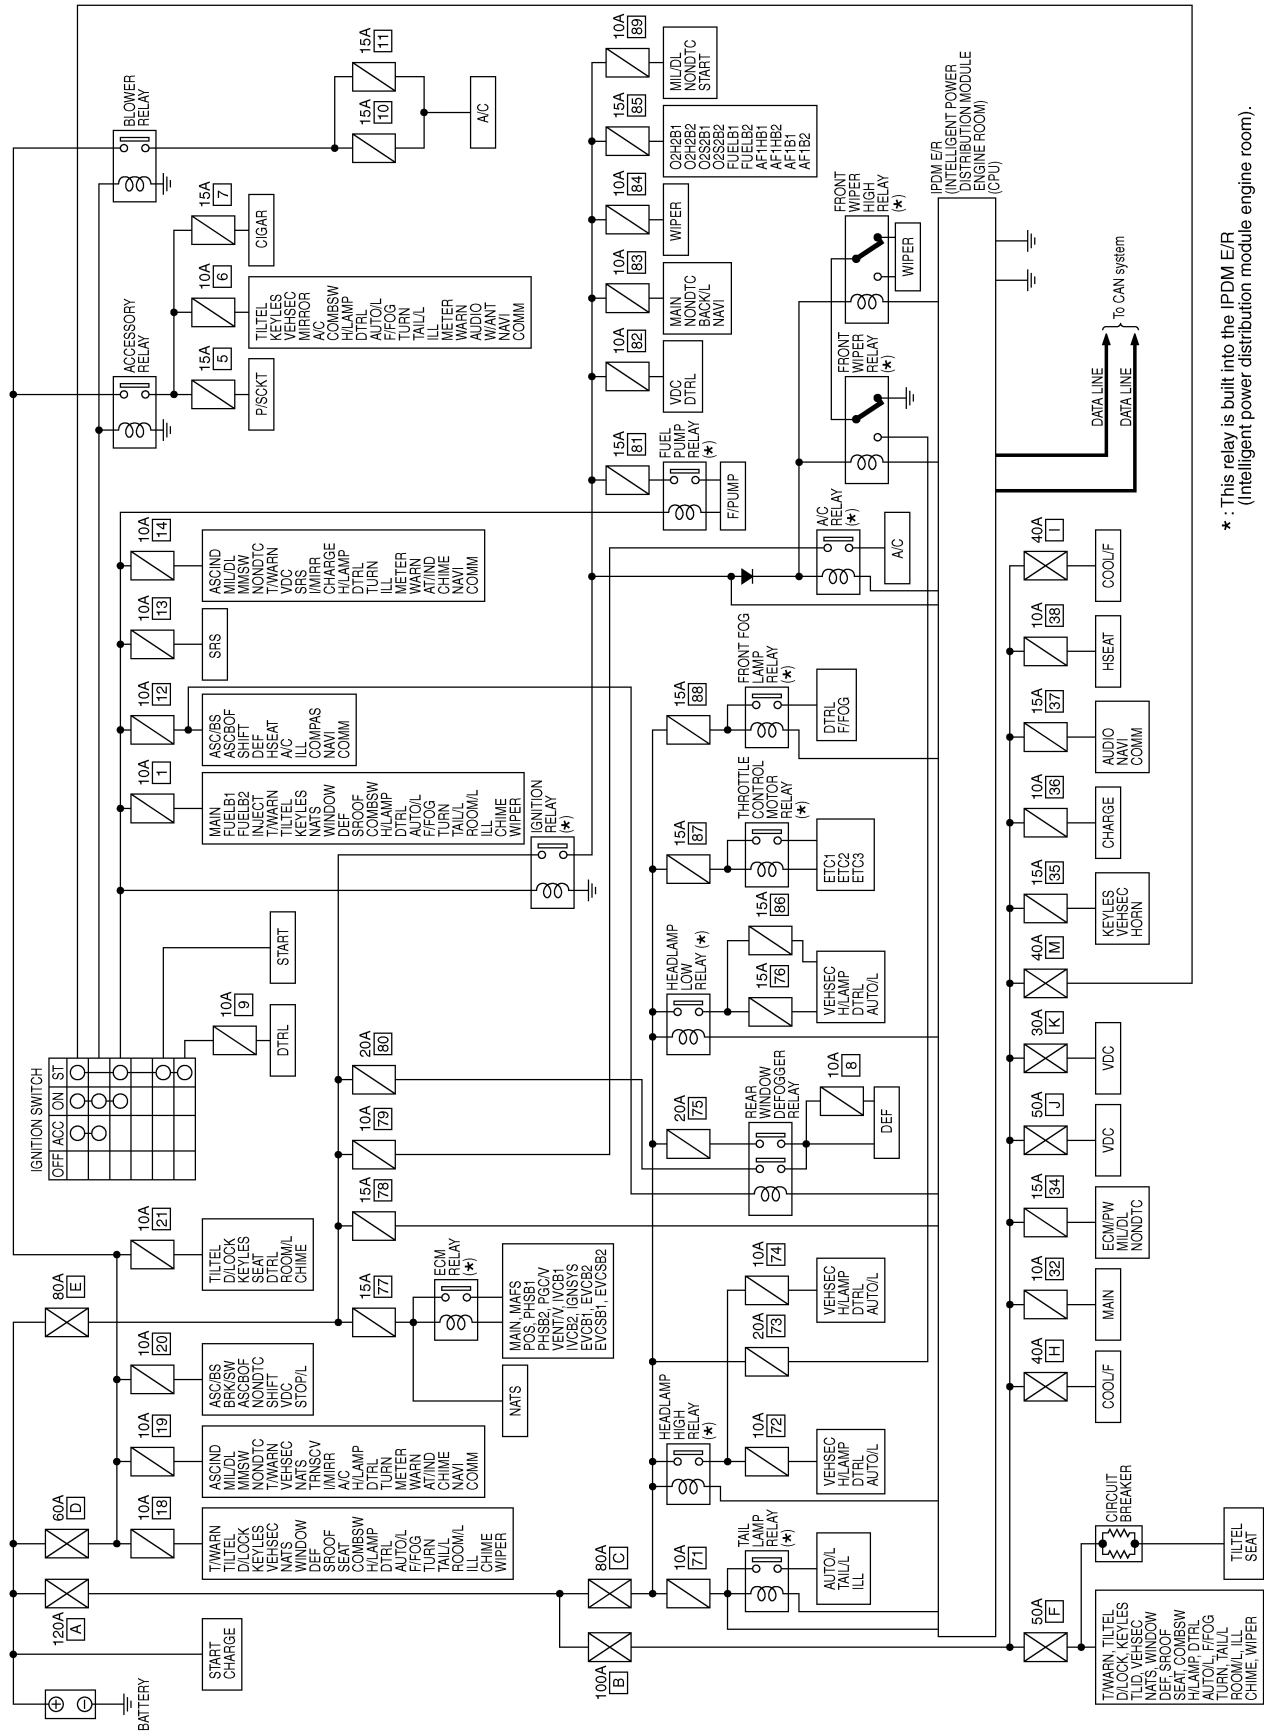 BATTERY
START
CHARGE
120A
A
60A
D
80A
E
10A
18
T/WARN
TILTEL
D/LOCK
KEYLES
VEHSEC
NATS
WINDOW
DEF
SROOF
SEAT
COMBSW
H/LAMP
DTRL
AUTO/L
F/FOG
TURN
TAIL/L
ROOM/L
ILL
CHIME
WIPER
10A
19
ASCIND
MIL/DL
MMSW
NONDTC
T/WARN
VEHSEC
NATS
TRNSCV
I/MIRR
A/C
H/LAMP
DTRL
TURN
METER
WARN
AT/IND
CHIME
NAVI
COMM
10A
20
ASC/BS
BRK/SW
ASCBOF
NONDTC
SHIFT
VDC
STOP/L
10A
21
TILTEL
D/LOCK
KEYLES
SEAT
DTRL
ROOM/L
CHIME
IGNITION SWITCH
OFF
ACC
ON
ST
10A
9
DTRL
START
10A
1
MAIN
FUELB1
FUELB2
INJECT
T/WARN
TILTEL
KEYLES
NATS
WINDOW
DEF
SROOF
COMBSW
H/LAMP
DTRL
AUTO/L
F/FOG
TURN
TAIL/L
ROOM/L
ILL
CHIME
WIPER
10A
12
ASC/BS
ASCBOF
SHIFT
DEF
HSEAT
A/C
ILL
COMPAS
NAVI
COMM
10A
13
SRS
10A
14
ASCIND
MIL/DL
MMSW
NONDTC
T/WARN
VDC
SRS
I/MIRR
CHARGE
H/LAMP
DTRL
TURN
ILL
METER
WARN
AT/IND
CHIME
NAVI
COMM
ACCESSORY
RELAY
15A
5
P/SCKT
10A
6
TILTEL
KEYLES
VEHSEC
MIRROR
A/C
COMBSW
H/LAMP
DTRL
AUTO/L
F/FOG
TURN
TAIL/L
ILL
METER
WARN
AUDIO
W/ANT
NAVI
COMM
15A
7
CIGAR
BLOWER
RELAY
15A
10
15A
11
A/C
15A
77
ECM
RELAY
(*)
MAIN, MAFS
POS, PHSB1
PHSB2, PGC/V
VENT/V, IVCB1
IVCB2, IGNSYS
EVCB1, EVCB2
EVCSB1, EVCSB2
NATS
15A
78
10A
79
20A
80
IGNITION
RELAY
(*)
15A
81
FUEL
PUMP
RELAY
(*)
F/PUMP
10A
82
VDC
DTRL
10A
83
MAIN
NONDTC
BACK/L
NAVI
10A
84
WIPER
15A
85
O2H2B1
O2H2B2
O2S2B1
O2S2B2
FUELB1
FUELB2
AF1HB1
AF1HB2
AF1B1
AF1B2
10A
89
MIL/DL
NONDTC
START
100A
B
80A
C
10A
71
TAIL
LAMP
RELAY
(*)
AUTO/L
TAIL/L
ILL
HEADLAMP
HIGH
RELAY
(*)
10A
72
VEHSEC
H/LAMP
DTRL
AUTO/L
20A
73
10A
74
VEHSEC
H/LAMP
DTRL
AUTO/L
20A
75
REAR
WINDOW
DEFOGGER
RELAY
10A
8
DEF
HEADLAMP
LOW
RELAY (*)
15A
76
15A
86
VEHSEC
H/LAMP
DTRL
AUTO/L
15A
87
THROTTLE
CONTROL
MOTOR
RELAY
(*)
ETC1
ETC2
ETC3
15A
88
FRONT FOG
LAMP
RELAY
(*)
DTRL
F/FOG
A/C
RELAY
(*)
A/C
FRONT
WIPER
RELAY
(*)
FRONT
WIPER
HIGH
RELAY
(*)
WIPER
IPDM E/R
(INTELLIGENT POWER
DISTRIBUTION MODULE
ENGINE ROOM)
(CPU)
DATA LINE
DATA LINE
To CAN system
50A
F
T/WARN, TILTEL
D/LOCK, KEYLES
TLID, VEHSEC
NATS, WINDOW
DEF, SROOF
SEAT, COMBSW
H/LAMP, DTRL
AUTO/L, F/FOG
TURN, TAIL/L
ROOM/L, ILL
CHIME, WIPER
CIRCUIT
BREAKER
TILTEL
SEAT
40A
H
COOL/F
10A
32
MAIN
15A
34
ECM/PW
MIL/DL
NONDTC
50A
J
VDC
30A
K
VDC
40A
M
15A
35
KEYLES
VEHSEC
HORN
10A
36
CHARGE
15A
37
AUDIO
NAVI
COMM
10A
38
HSEAT
40A
I
COOL/F
* : This relay is built into the IPDM E/R
(Intelligent power distribution module engine room).